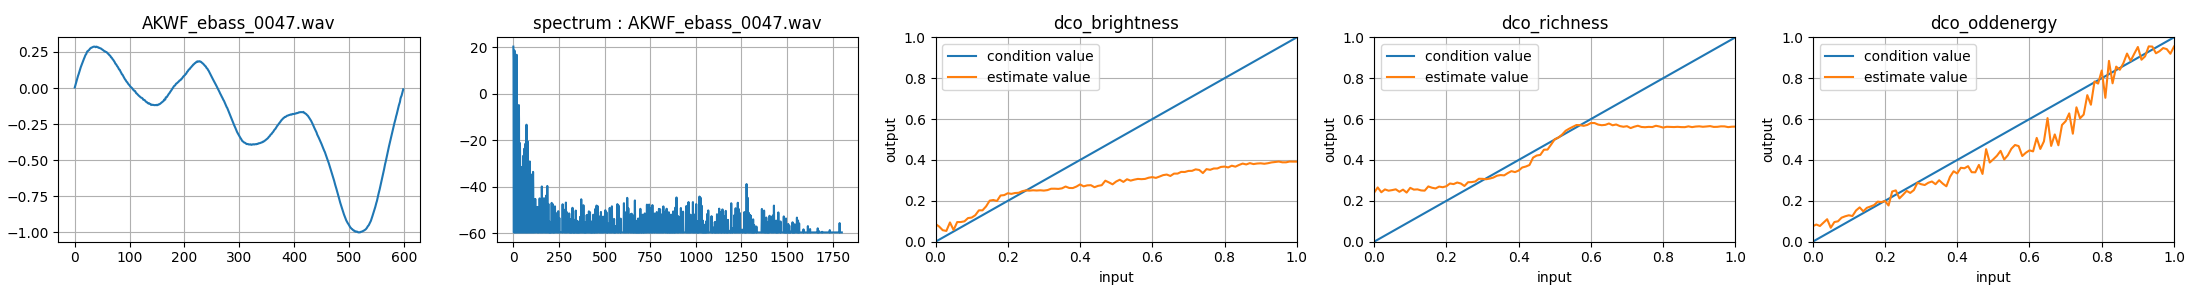 AKWF_ebass_0047.wav
0.25
0.00
−0.25
−0.50
−0.75
−1.00
0 100 200 300 400 500 600
spectrum : AKWF_ebass_0047.wav
20
0
−20
−40
−60
0 250 500 750 1000 1250 1500 1750
dco_brightness
condition value
estimate value
output
1.0
0.8
0.6
0.4
0.2
0.0
0.0 0.2 0.4 0.6 0.8 1.0
input
dco_richness
condition value
estimate value
output
1.0
0.8
0.6
0.4
0.2
0.0
0.0 0.2 0.4 0.6 0.8 1.0
input
dco_oddenergy
condition value
estimate value
output
1.0
0.8
0.6
0.4
0.2
0.0
0.0 0.2 0.4 0.6 0.8 1.0
input